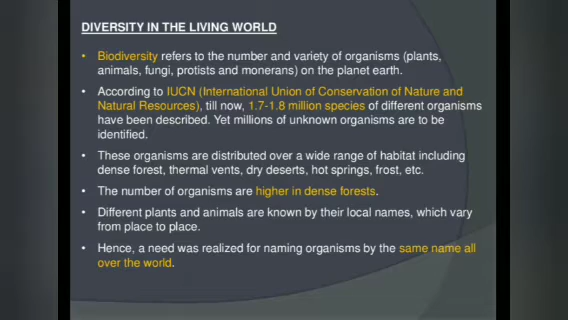 DIVERSITY IN THE LIVING WORLD
• Biodiversity refers to the number and variety of organisms (plants,
animals, fungi, protists and monerans) on the planet earth.
• According to IUCN (International Union of Conservation of Nature and
Natural Resources), till now, 1.7-1.8 million species of different organisms
have been described. Yet millions of unknown organisms are to be
identified.
• These organisms are distributed over a wide range of habitat including
dense forest, thermal vents, dry deserts, hot springs, frost, etc.
• The number of organisms are higher in dense forests.
• Different plants and animals are known by their local names, which vary
from place to place.
• Hence, a need was realized for naming organisms by the same name all
over the world.